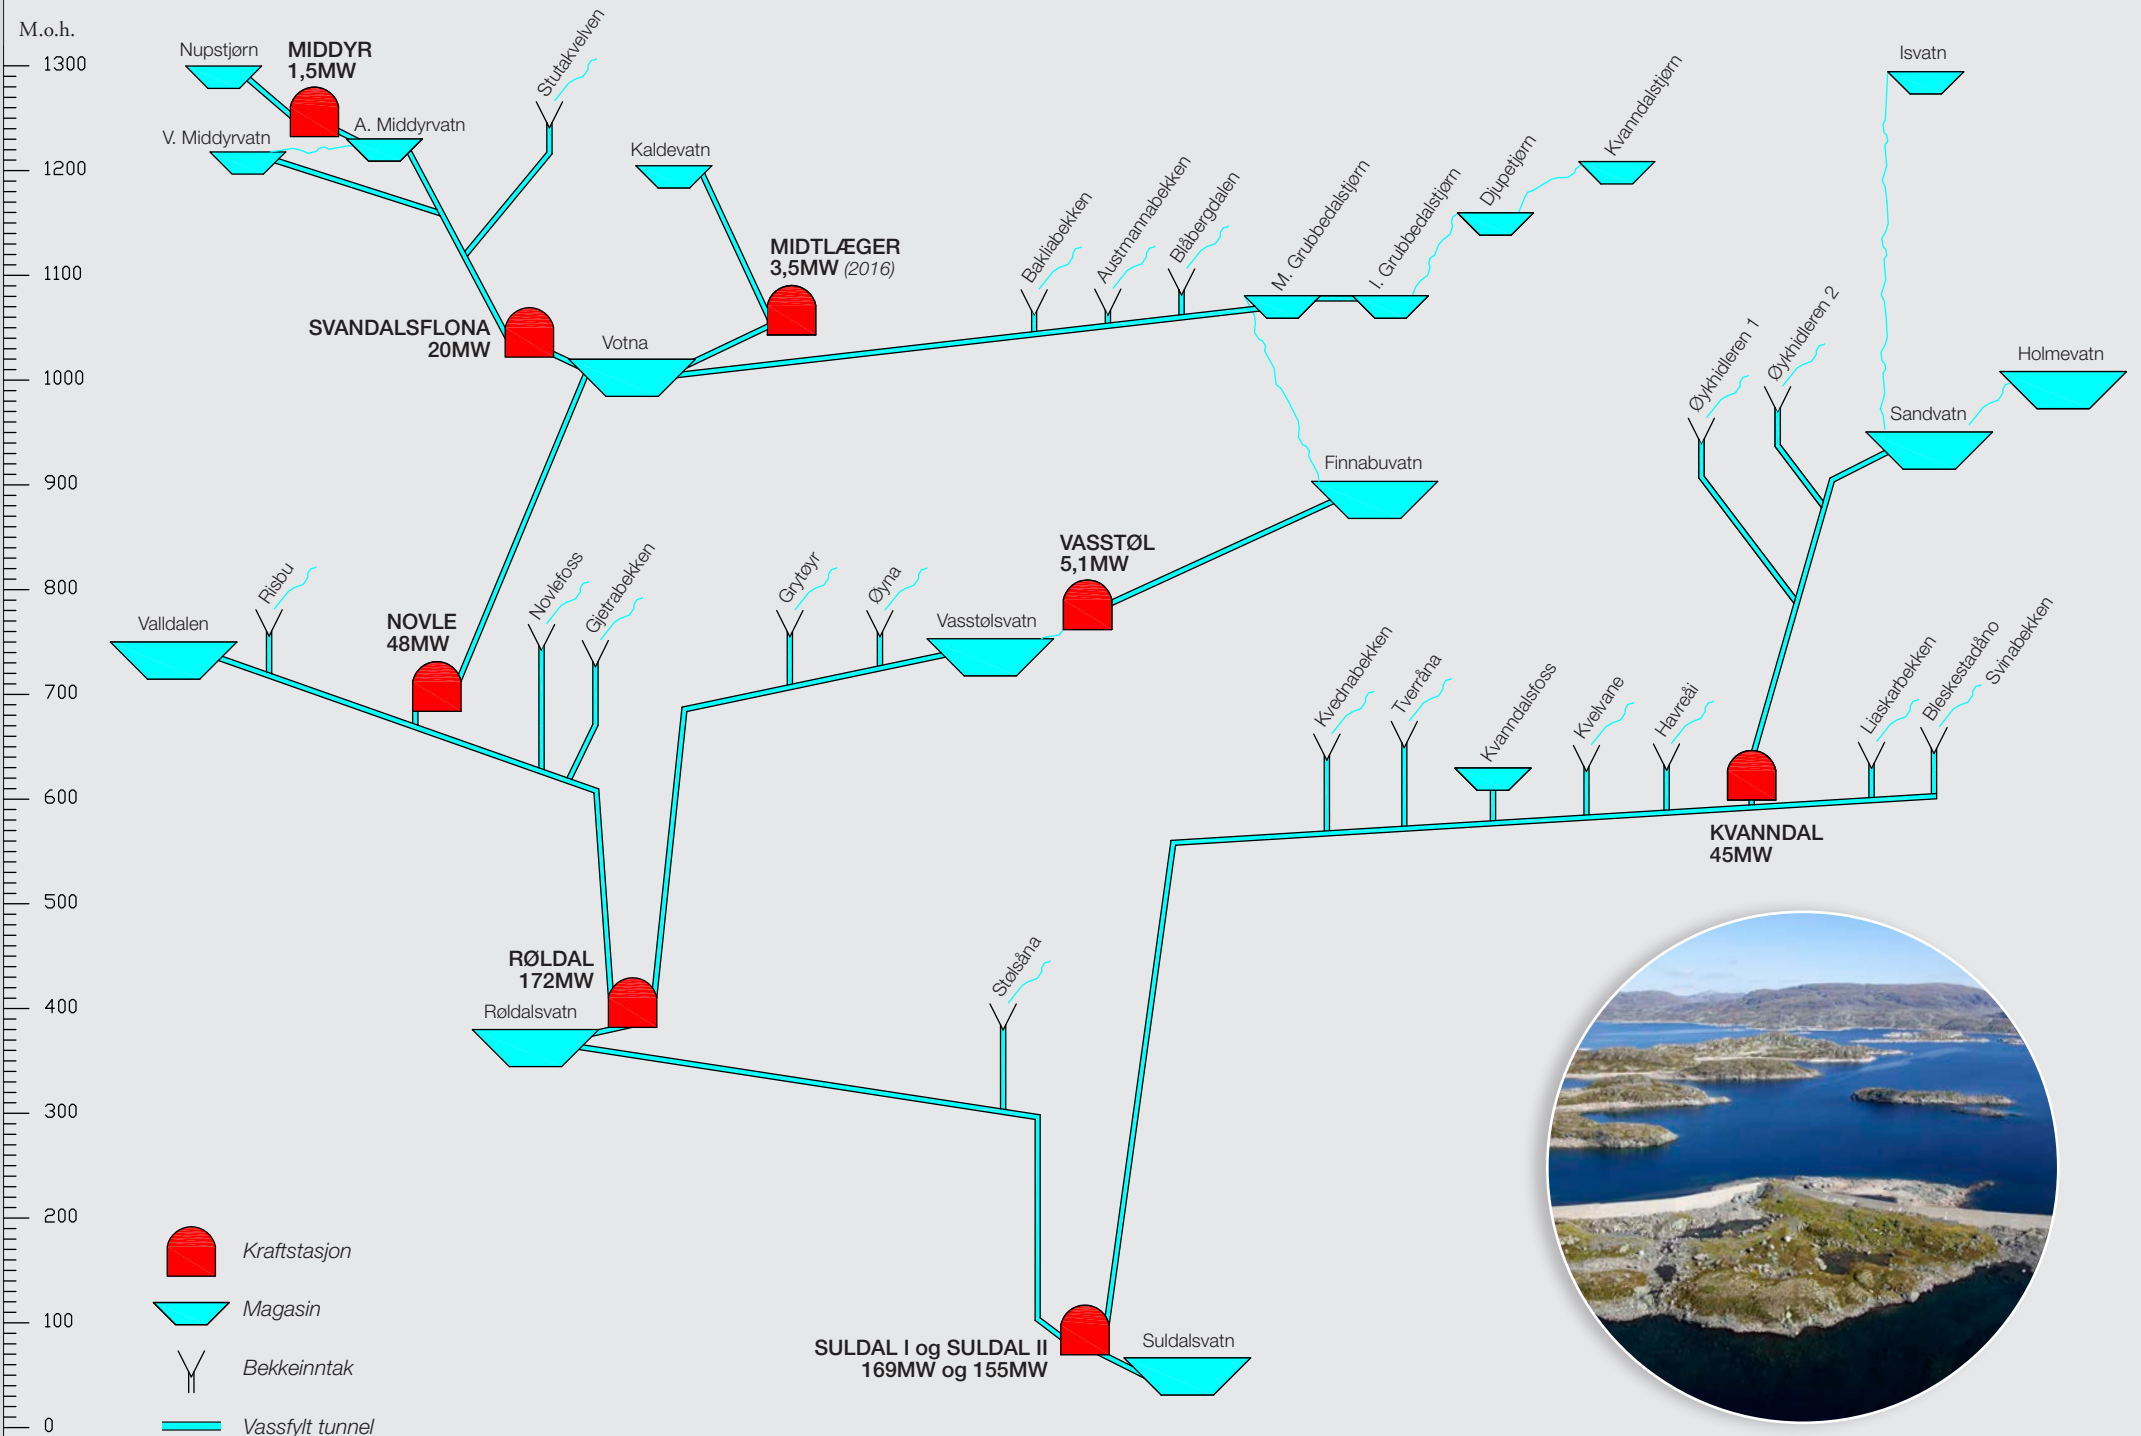 M.o.h.
1300
1200
1100
1000
900
800
700
600
500
400
300
200
100
0
Nupstjørn
MIDDYR
1,5MW
V. Middyrvatn
A. Middyrvatn
Stutakvelven
Kaldevatn
MIDTLÆGER
3,5MW (2016)
SVANDALSFLONA
20MW
Votna
Bakliabekken
Austmannabekken
Blåbergdalen
M. Grubbedalstjørn
I. Grubbedalstjørn
Djupetjørn
Kvanndalstjørn
Isvatn
Holmevatn
Sandvatn
Øykhidleren 1
Øykhidleren 2
Finnabuvatn
VASSTØL
5,1MW
Valldalen
Risbu
NOVLE
48MW
Novlefoss
Gjetrabekken
Grytøyr
Øyna
Vasstølsvatn
Kvednabekken
Tverråna
Kvanndalsfoss
Kvelvane
Havreåi
Liaskarbekken
Bleskestadåno
Svinabekken
KVANNDAL
45MW
RØLDAL
172MW
Røldalsvatn
Stølsåna
SULDAL I og SULDAL II
169MW og 155MW
Suldalsvatn
Kraftstasjon
Magasin
Bekkeinntak
Vassfylt tunnel